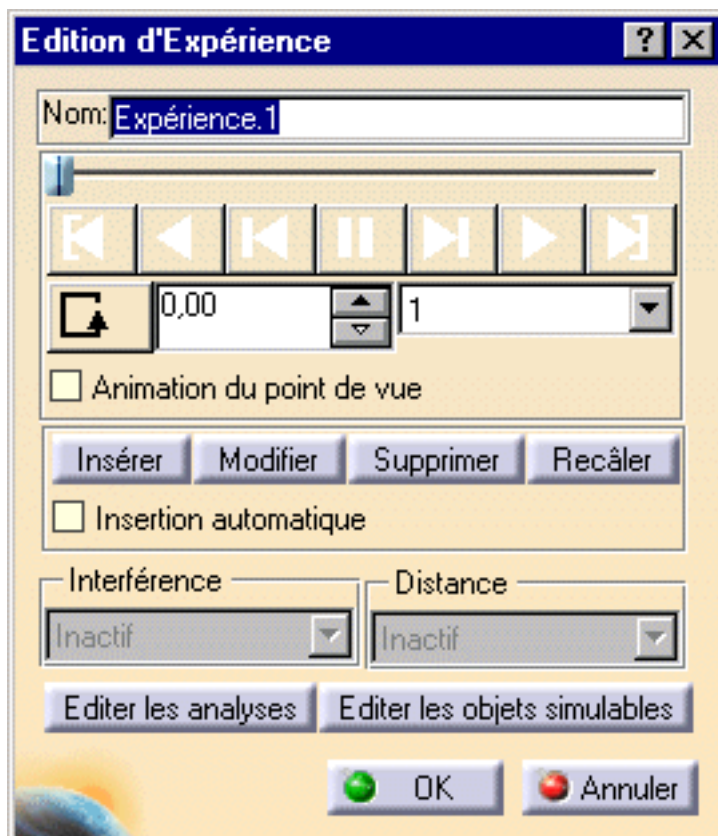 Edition d'Expérience
Nom: Expérience.1
0,00 1
Animation du point de vue
Insérer Modifier Supprimer Recâler
Insertion automatique
Interférence Distance
Inactif Inactif
Editer les analyses Editer les objets simulables
OK Annuler